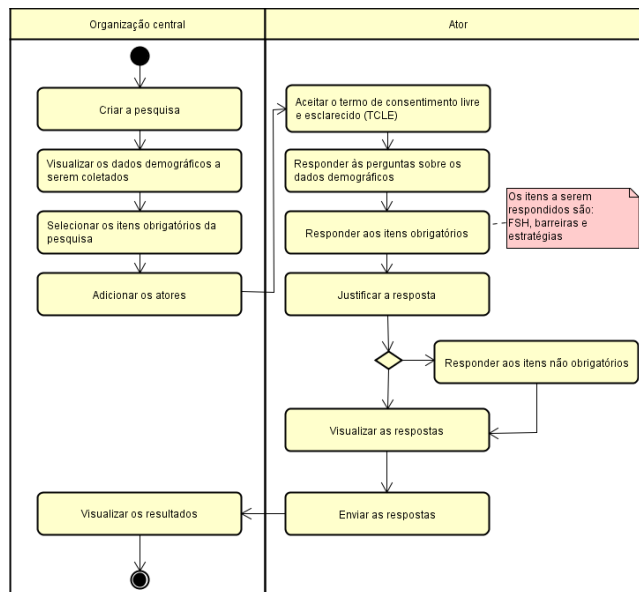 Organização central
Ator
Criar a pesquisa
Visualizar os dados demográficos a
serem coletados
Selecionar os itens obrigatórios da
pesquisa
Adicionar os atores
Aceitar o termo de consentimento livre
e esclarecido (TCLE)
Responder ás perguntas sobre os
dados demográficos
Responder aos itens obrigatórios
Os itens a serem
respondidos são:
FSH, barreiras e
estratégias
Justificar a resposta
Responder aos itens não obrigatórios
Visualizar as respostas
Enviar as respostas
Visualizar os resultados